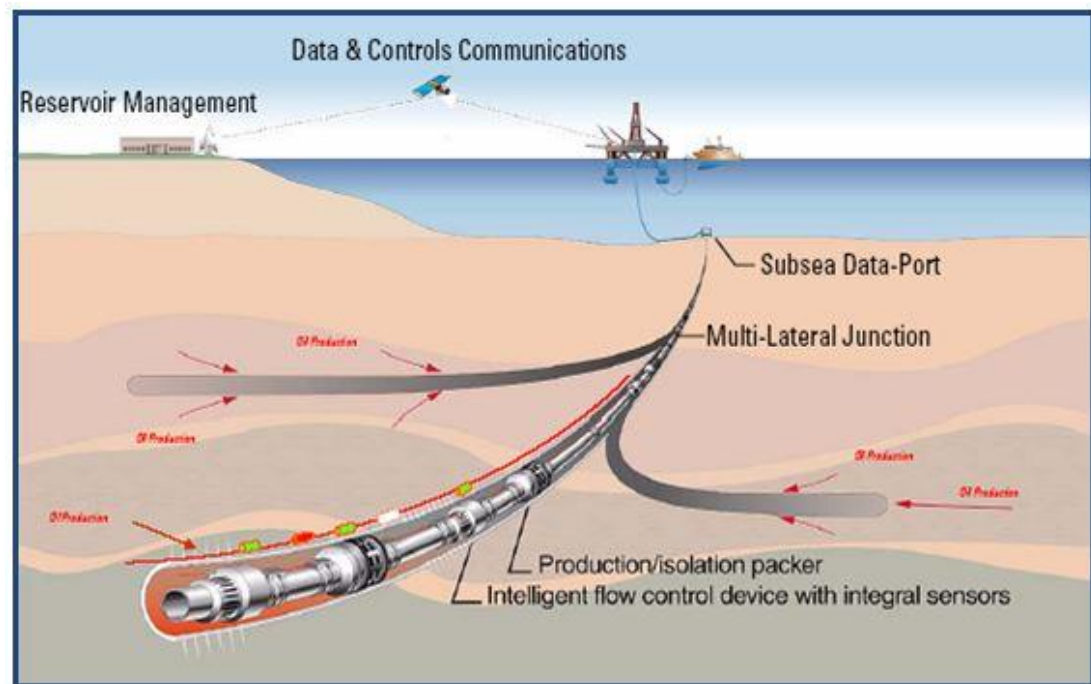 Data & Controls Communications
Reservoir Management
Subsea Data-Port
Multi-Lateral Junction
Oil Production
Oil Production
Oil Production
Oil Production
Oil Production
Production/isolation packer
Intelligent flow control device with integral sensors